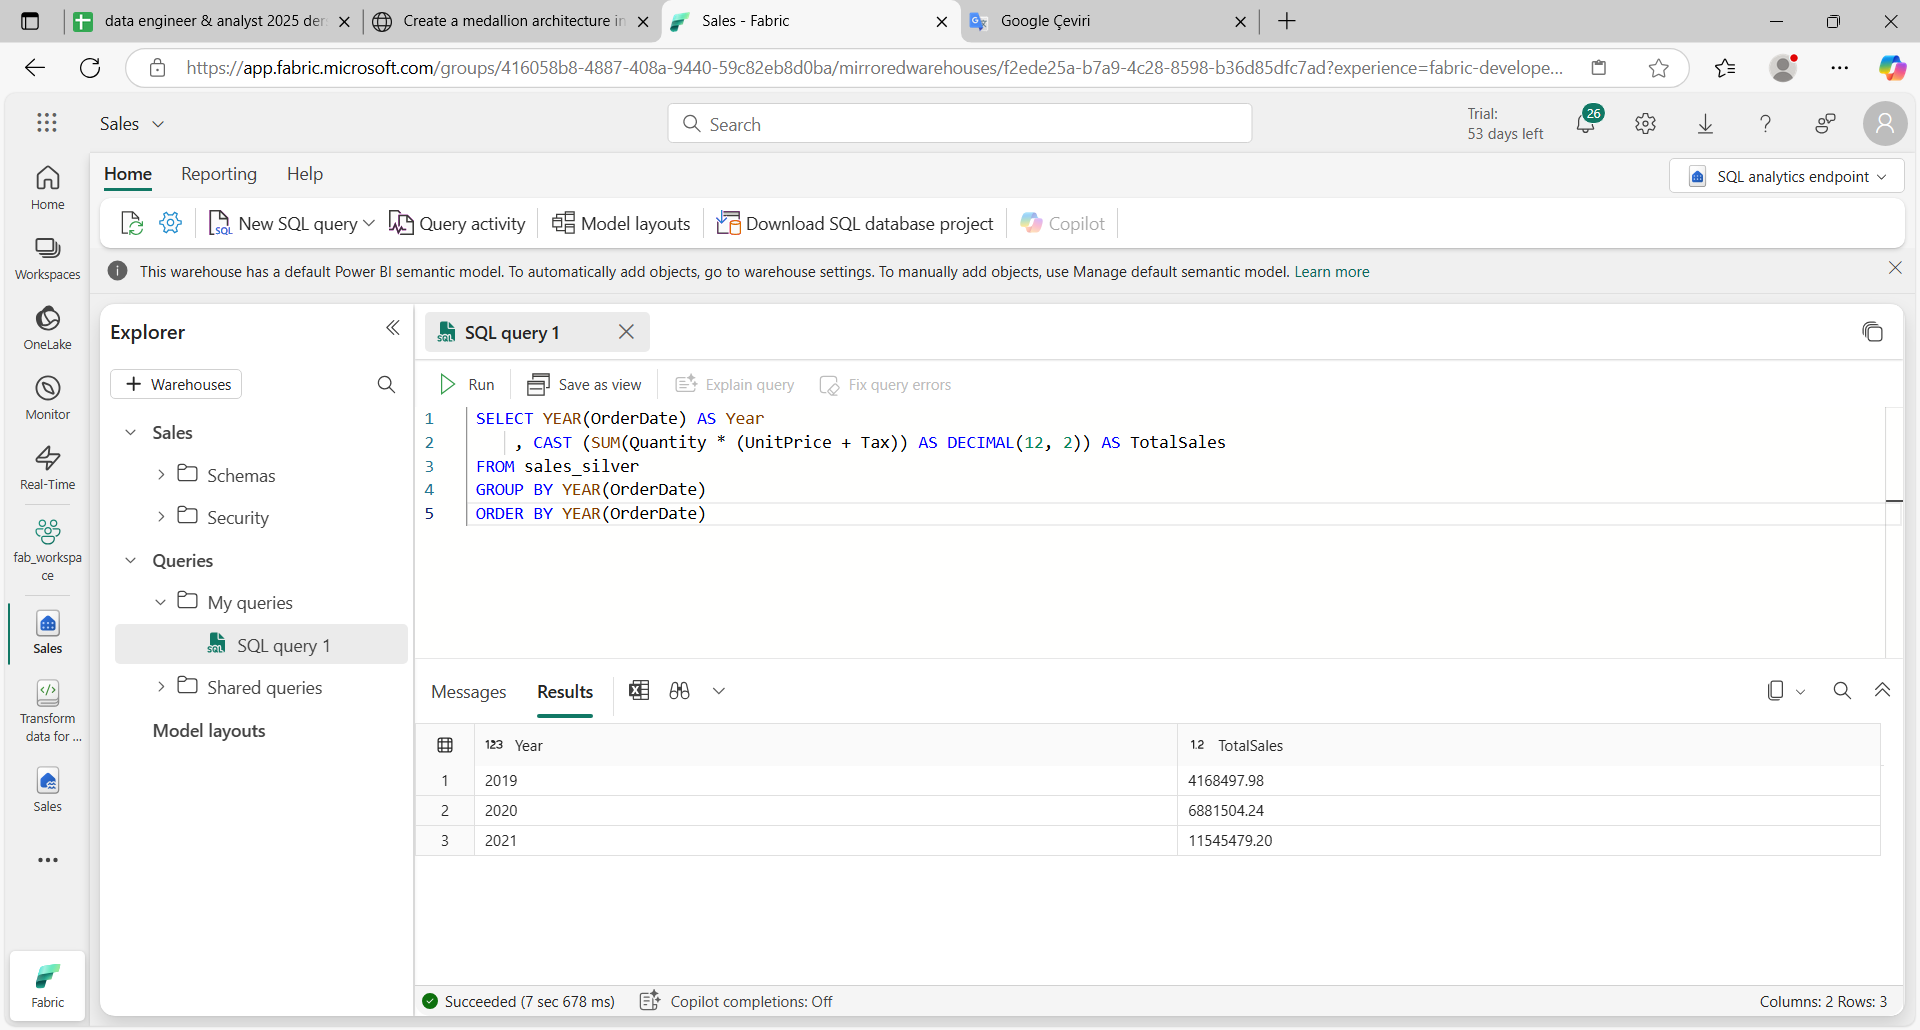 data engineer & analyst 2025 der
Create a medallion architecture in
Sales - Fabric
Google Çeviri
https://app.fabric.microsoft.com/groups/416058b8-4887-408a-9440-59c82eb8d0ba/mirroredwarehouses/f2ede25a-b7a9-4c28-8598-b36d85dfc7ad?experience=fabric-develope...
Sales
Search
Trial:
53 days left
26
Home
Reporting
Help
SQL analytics endpoint
New SQL query
Query activity
Model layouts
Download SQL database project
Copilot
This warehouse has a default Power BI semantic model. To automatically add objects, go to warehouse settings. To manually add objects, use Manage default semantic model. Learn more
Home
Workspaces
OneLake
Monitor
Real-Time
fab_workspa
ce
Sales
Transform
data for ...
Sales
Fabric
Explorer
+ Warehouses
Sales
Schemas
Security
Queries
My queries
SQL query 1
Shared queries
Model layouts
SQL query 1
Run
Save as view
Explain query
Fix query errors
1 SELECT YEAR(OrderDate) AS Year
2 , CAST (SUM(Quantity * (UnitPrice + Tax)) AS DECIMAL(12, 2)) AS TotalSales
3 FROM sales_silver
4 GROUP BY YEAR(OrderDate)
5 ORDER BY YEAR(OrderDate)
Messages
Results
123 Year 1.2 TotalSales
1 2019 4168497.98
2 2020 6881504.24
3 2021 11545479.20
Succeeded (7 sec 678 ms)
Copilot completions: Off
Columns: 2 Rows: 3